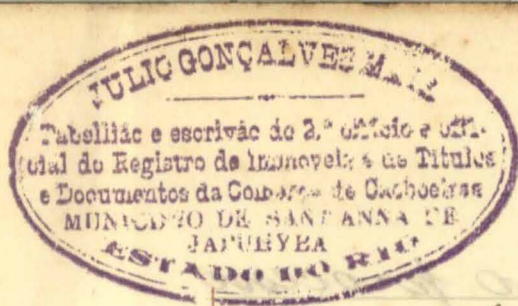 JULIO GONÇALVES
Tabellião e escrivão do 2.º officio e offi-
cial do Registro de Immoveis e de Titulos
e Documentos da Comarca de Cachoeiras
MUNICIPIO DE SANT'ANNA DE
JAPUHYBA
ESTADO DO RIO